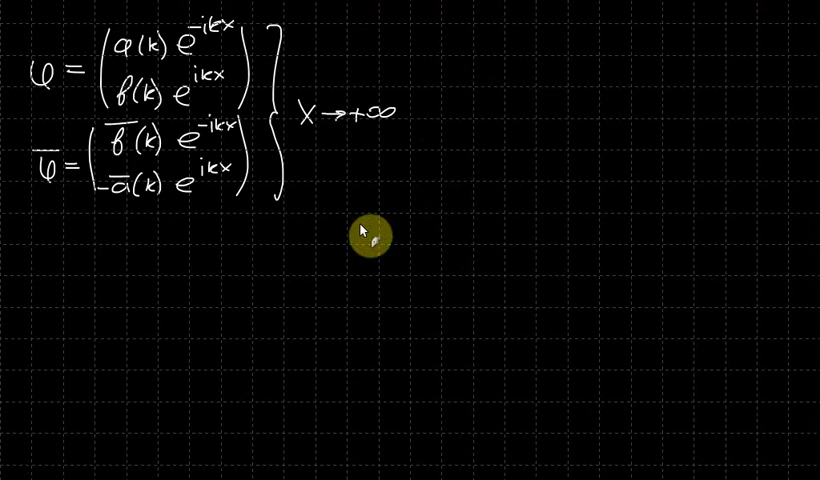 φ = ( a(k) e^{-ikx}
b(k) e^{ikx} )
φ̄ = ( b̄(k) e^{-ikx}
-ā(k) e^{ikx} )
} x → +∞